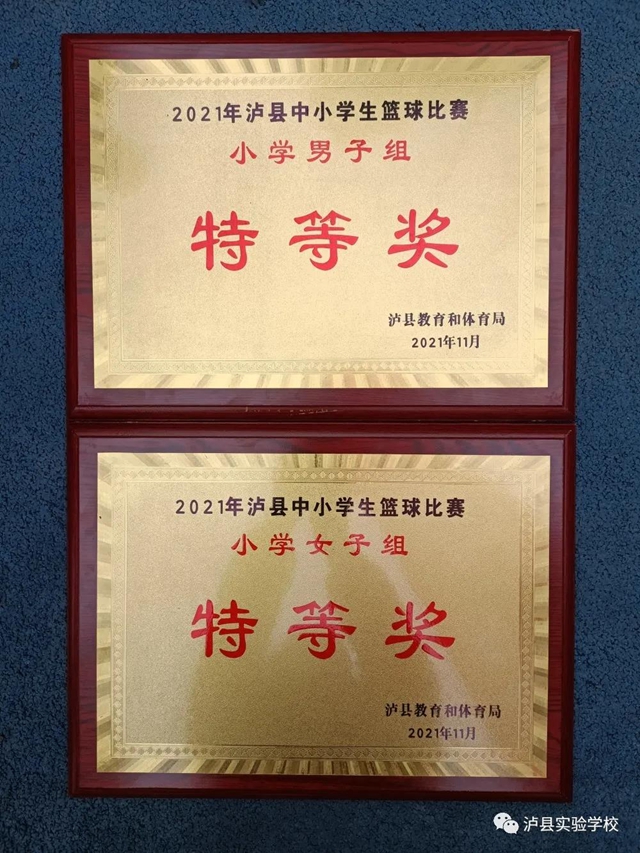 2021年泸县中小学生篮球比赛
小学男子组
特等奖
泸县教育和体育局
2021年11月
2021年泸县中小学生篮球比赛
小学女子组
特等奖
泸县教育和体育局
2021年11月
泸县实验学校